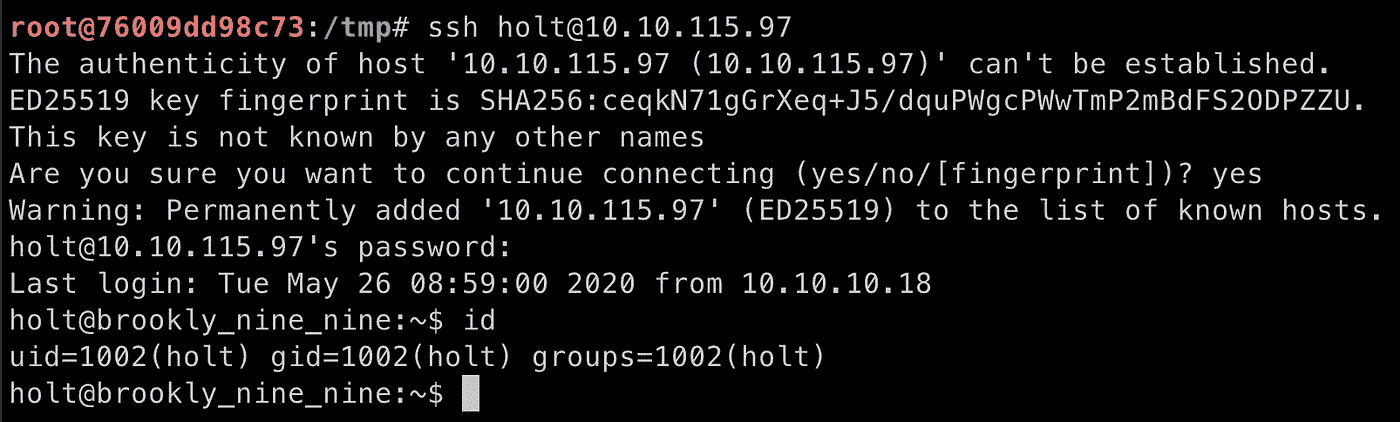 root@76009dd98c73:/tmp# ssh holt@10.10.115.97
The authenticity of host '10.10.115.97 (10.10.115.97)' can't be established.
ED25519 key fingerprint is SHA256:ceqkN71gGrXeq+J5/dquPWgcPWwTmP2mBdFS2ODPZZU.
This key is not known by any other names
Are you sure you want to continue connecting (yes/no/[fingerprint])? yes
Warning: Permanently added '10.10.115.97' (ED25519) to the list of known hosts.
holt@10.10.115.97's password:
Last login: Tue May 26 08:59:00 2020 from 10.10.10.18
holt@brookly_nine_nine:~$ id
uid=1002(holt) gid=1002(holt) groups=1002(holt)
holt@brookly_nine_nine:~$